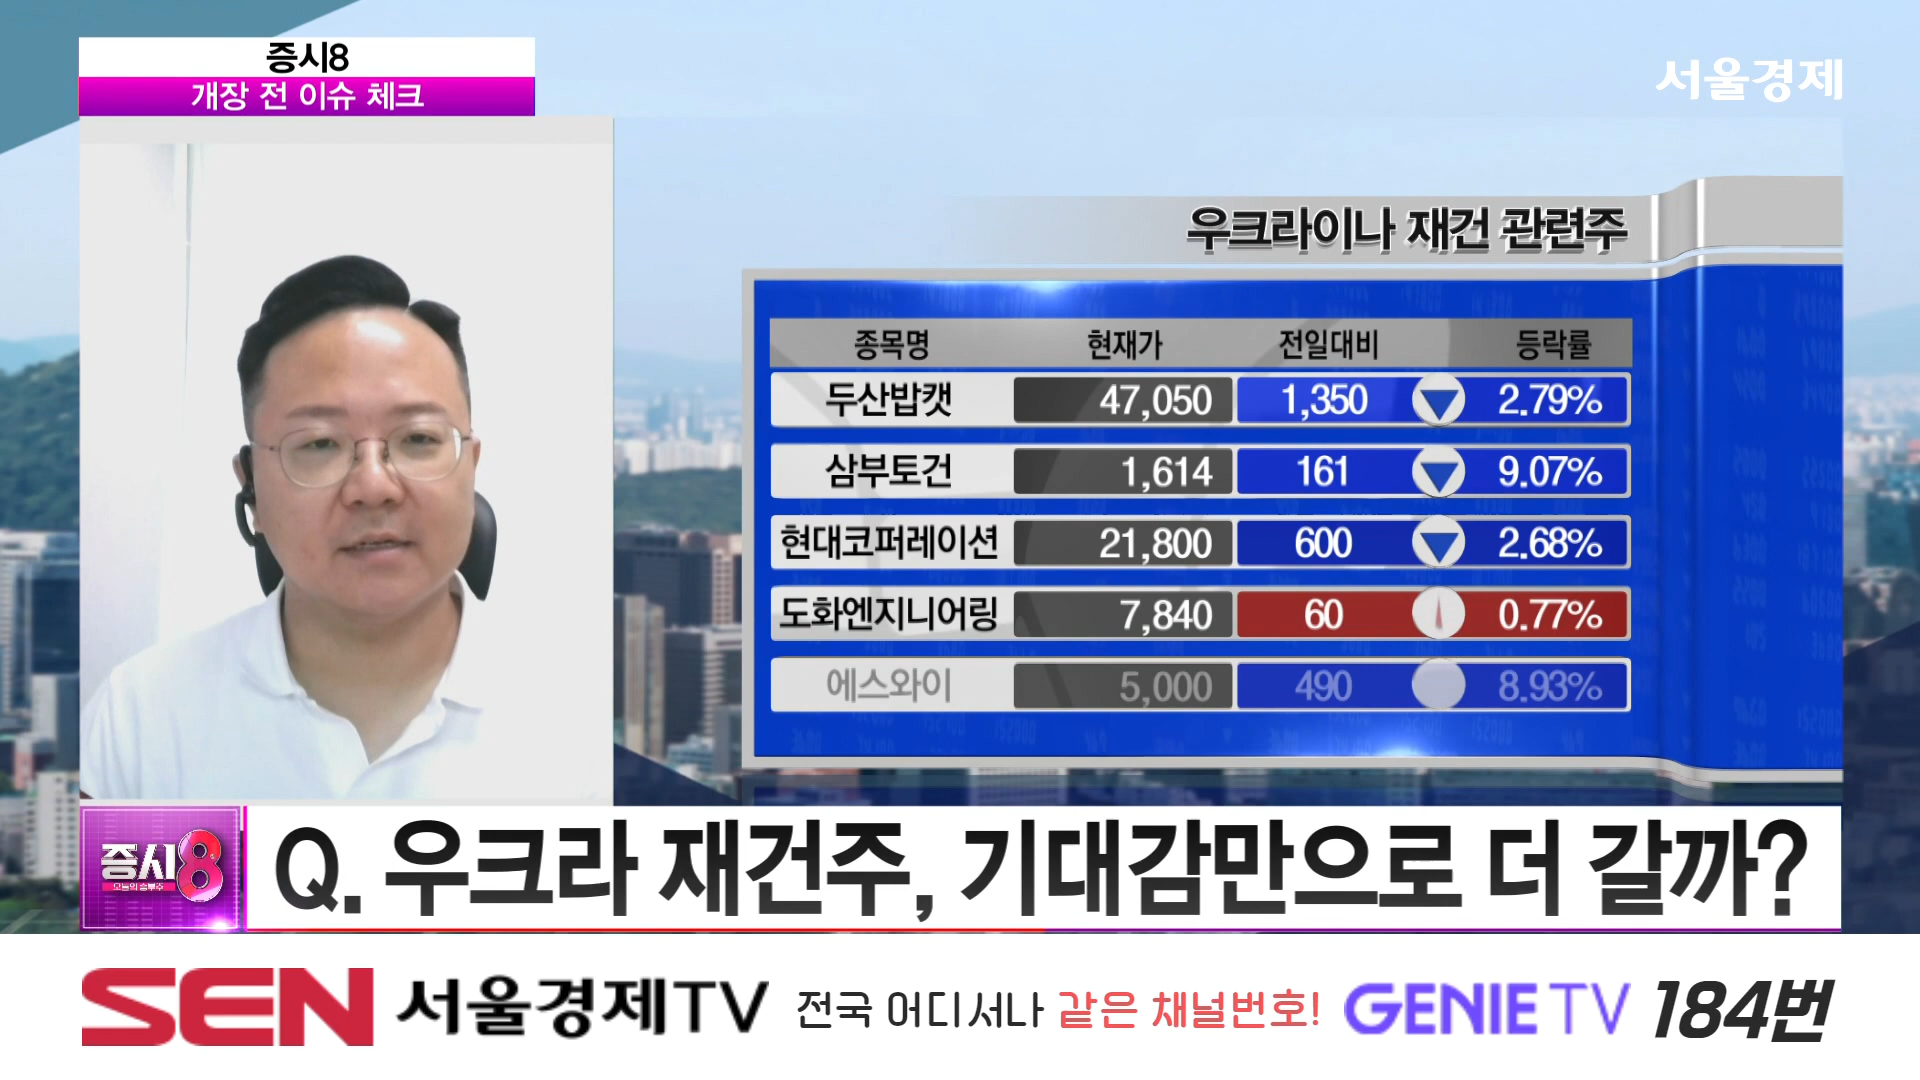 증시8
개장 전 이슈 체크
서울경제
우크라이나 재건 관련주
종목명 현재가 전일대비 등락률
두산밥캣 47,050 1,350 ▼ 2.79%
삼부토건 1,614 161 ▼ 9.07%
현대코퍼레이션 21,800 600 ▼ 2.68%
도화엔지니어링 7,840 60 0.77%
에스와이 5,000 490 8.93%
증시8
오늘의 승부주
Q. 우크라 재건주, 기대감만으로 더 갈까?
SEN 서울경제TV 전국 어디서나 같은 채널번호! GENIE TV 184번